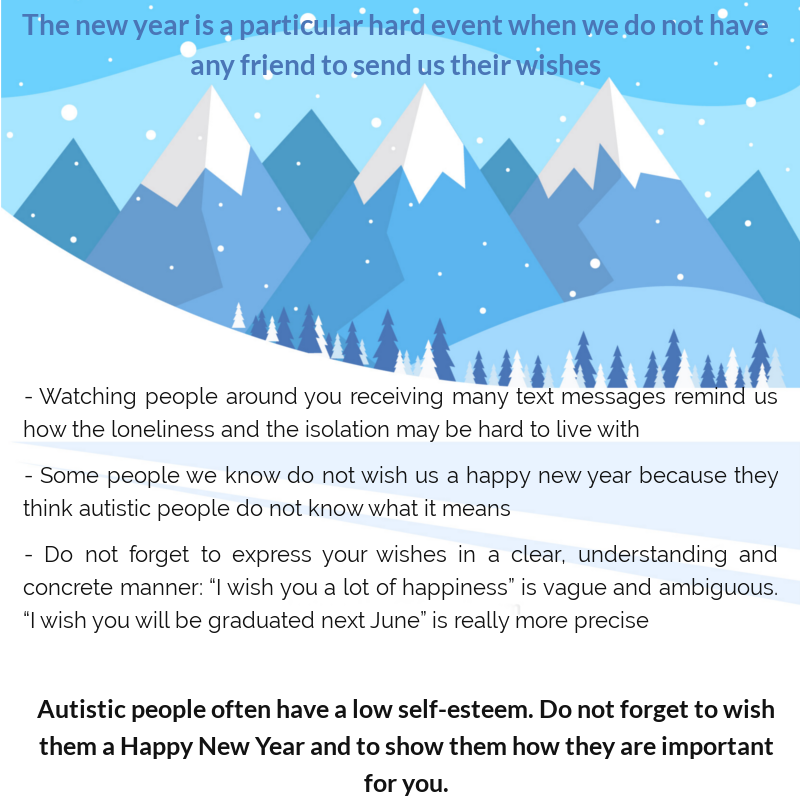 The new year is a particular hard event when we do not have
any friend to send us their wishes
- Watching people around you receiving many text messages remind us
how the loneliness and the isolation may be hard to live with
- Some people we know do not wish us a happy new year because they
think autistic people do not know what it means
- Do not forget to express your wishes in a clear, understanding and
concrete manner: “I wish you a lot of happiness” is vague and ambiguous.
“I wish you will be graduated next June” is really more precise
Autistic people often have a low self-esteem. Do not forget to wish
them a Happy New Year and to show them how they are important
for you.